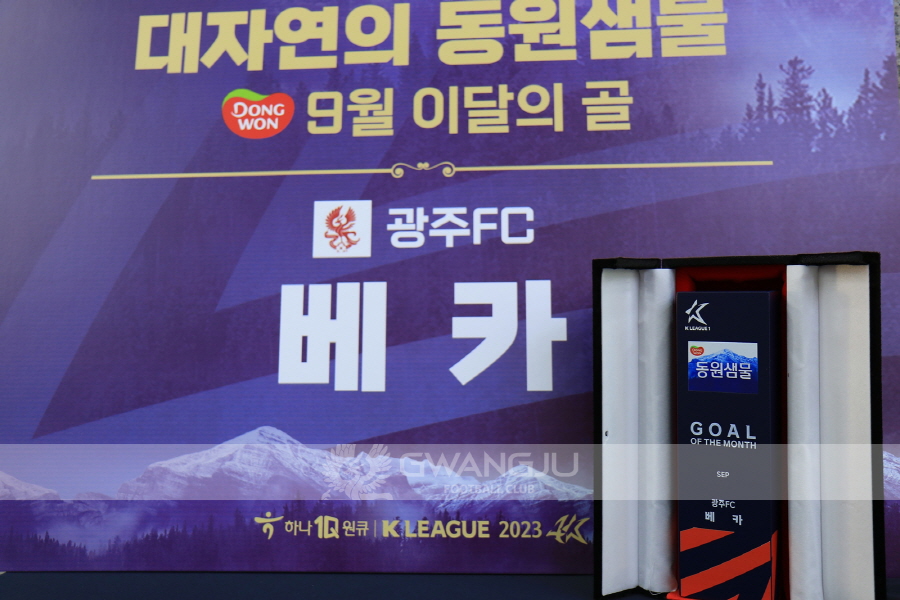 대자연의 동원샘물
DONG WON 9월 이달의 골
광주FC
베 카
하나 1Q 원큐 | K LEAGUE 2023
K LEAGUE 1
동원샘물
GOAL
OF THE MONTH
SEP
광주FC
베 카
GWANGJU
FOOTBALL CLUB